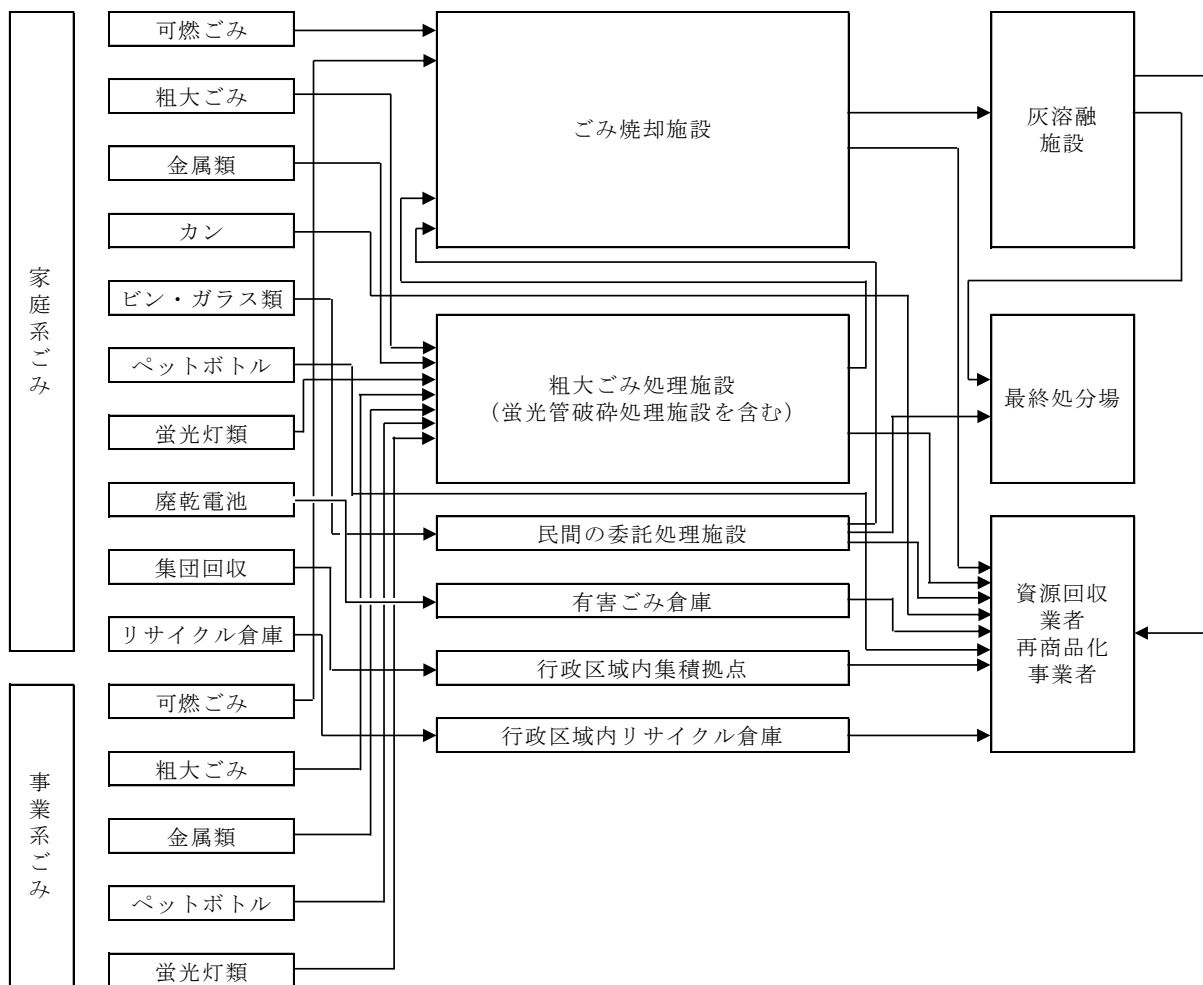 家庭系ごみ
可燃ごみ
粗大ごみ
金属類
カン
ビン・ガラス類
ペットボトル
蛍光灯類
廃乾電池
集団回収
リサイクル倉庫
事業系ごみ
可燃ごみ
粗大ごみ
金属類
ペットボトル
蛍光灯類
ごみ焼却施設
粗大ごみ処理施設
（蛍光管破砕処理施設を含む）
民間の委託処理施設
有害ごみ倉庫
行政区域内集積拠点
行政区域内リサイクル倉庫
灰溶融
施設
最終処分場
資源回収
業者
再商品化
事業者